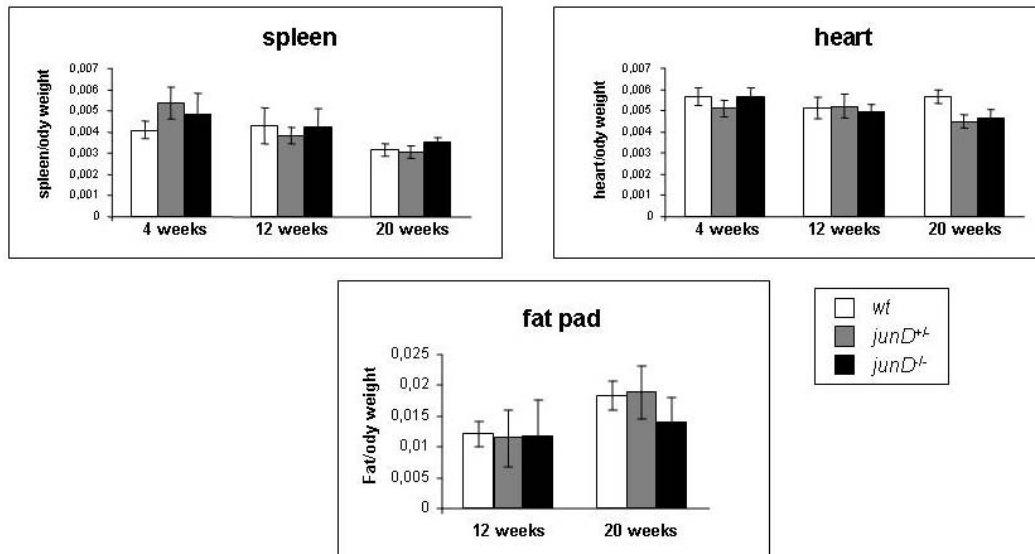 spleen
spleen/ody weight
0,007
0,006
0,005
0,004
0,003
0,002
0,001
0
4 weeks 12 weeks 20 weeks
heart
heart/ody weight
0,007
0,006
0,005
0,004
0,003
0,002
0,001
0
4 weeks 12 weeks 20 weeks
fat pad
Fat/ody weight
0,025
0,02
0,015
0,01
0,005
0
12 weeks 20 weeks
wt
junD+/-
junD-/-